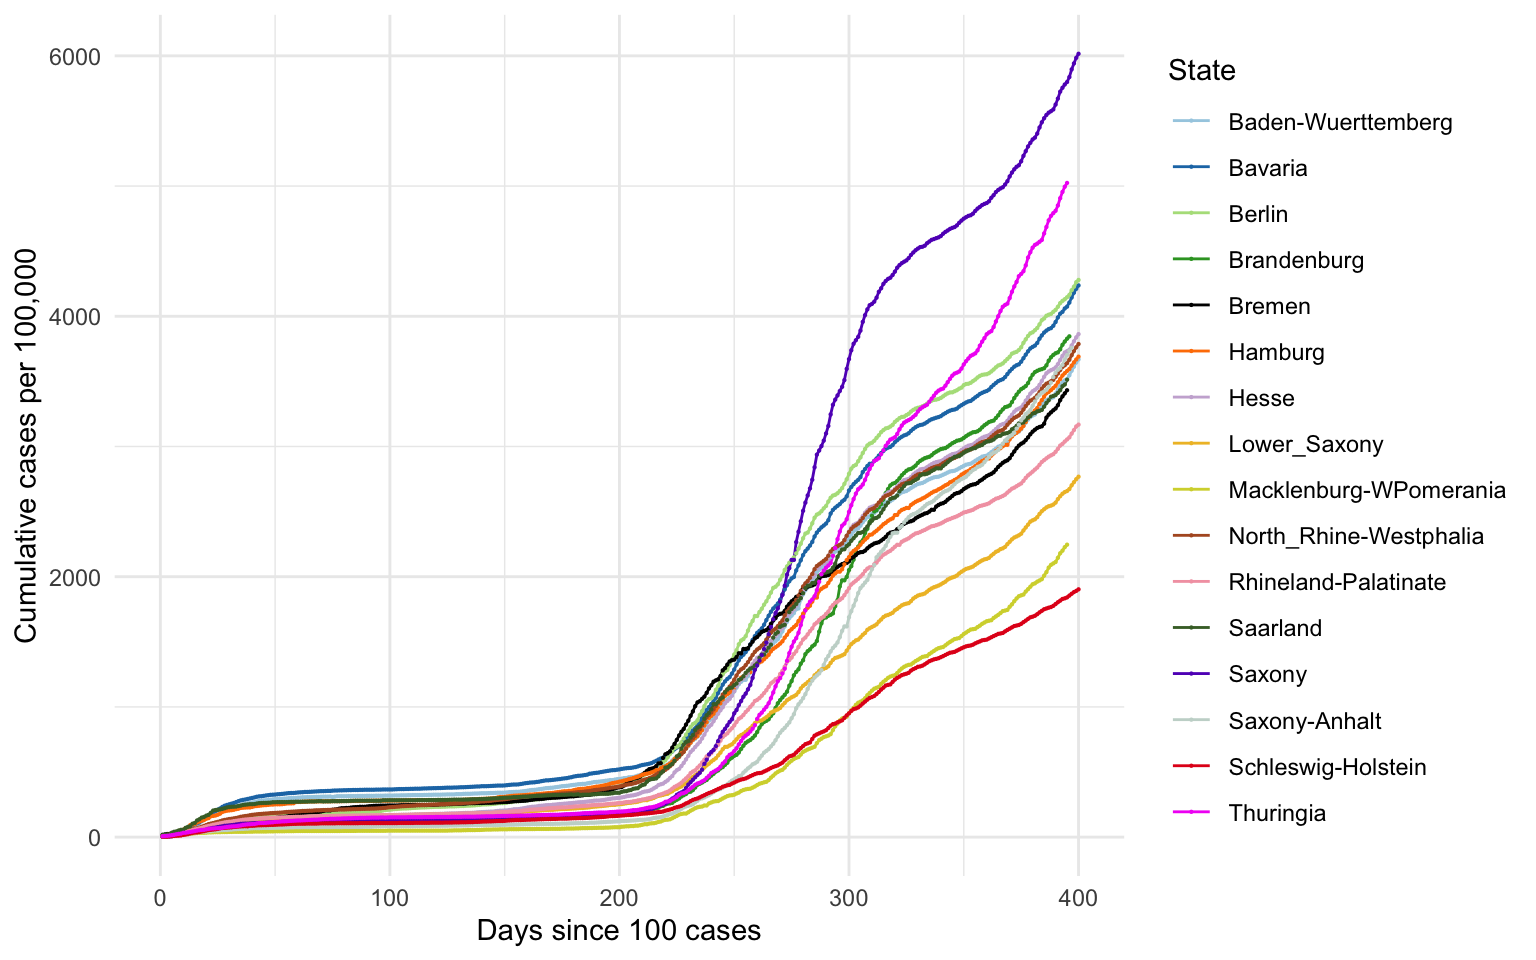 Cumulative cases per 100,000
6000
4000
2000
0
0 100 200 300 400
Days since 100 cases
State
Baden-Wuerttemberg
Bavaria
Berlin
Brandenburg
Bremen
Hamburg
Hesse
Lower_Saxony
Macklenburg-WPomerania
North_Rhine-Westphalia
Rhineland-Palatinate
Saarland
Saxony
Saxony-Anhalt
Schleswig-Holstein
Thuringia